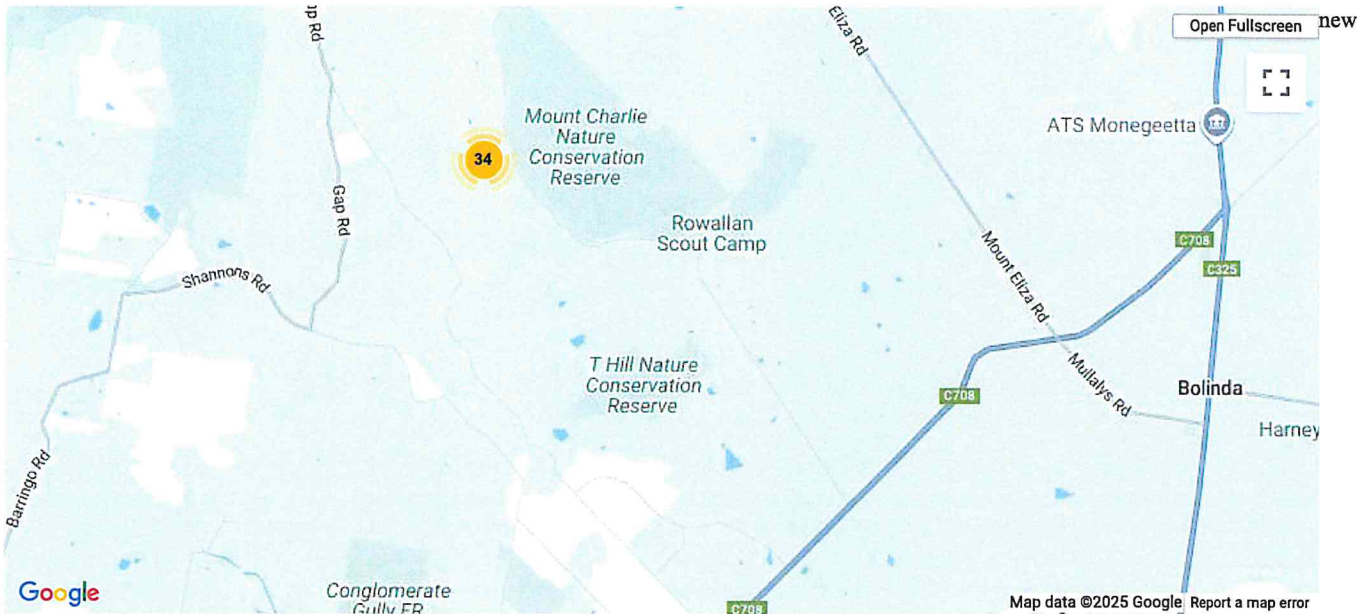 Open Fullscreen
new
Eliza Rd
ATS Monegeetta
Mount Charlie
Nature
Conservation
Reserve
34
Gap Rd
Rowallan
Scout Camp
C708
C325
Shannons Rd
Mount Eliza Rd
T Hill Nature
Conservation
Reserve
C708
Mullalys Rd
Bolinda
Harney
Barringo Rd
Google
Conglomerate
Gully FR
C708
Map data ©2025 Google
Report a map error